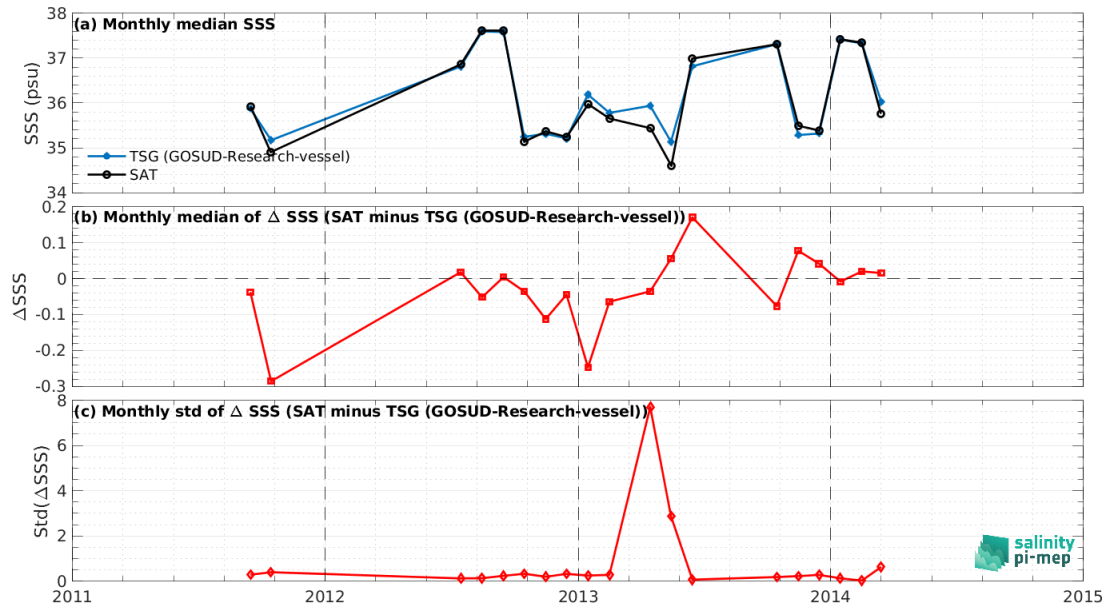 (a) Monthly median SSS
38
37
36
35
34
SSS (psu)
TSG (GOSUD-Research-vessel)
SAT
(b) Monthly median of Δ SSS (SAT minus TSG (GOSUD-Research-vessel))
0.2
0.1
0
-0.1
-0.2
-0.3
ΔSSS
(c) Monthly std of Δ SSS (SAT minus TSG (GOSUD-Research-vessel))
8
6
4
2
0
Std(ΔSSS)
salinity
pi-mep
2011
2012
2013
2014
2015